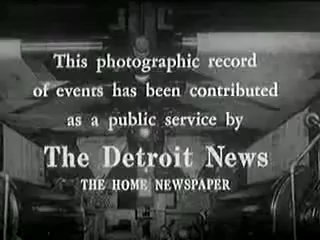 This photographic record
of events has been contributed
as a public service by
The Detroit News
THE HOME NEWSPAPER